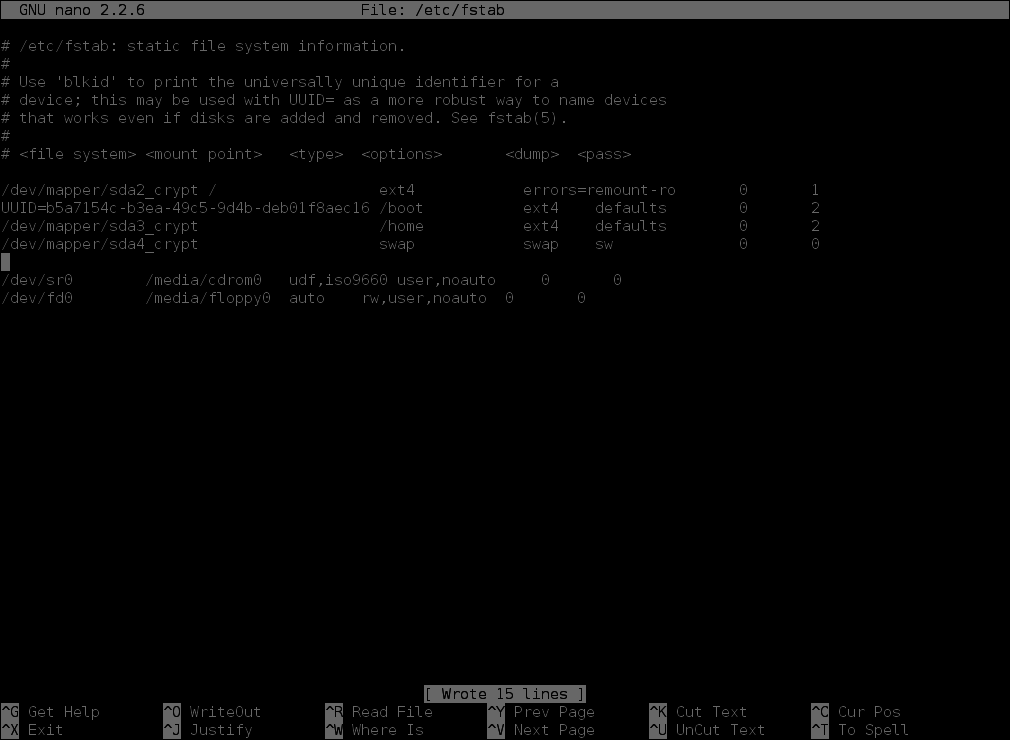 GNU nano 2.2.6 File: /etc/fstab
# /etc/fstab: static file system information.
#
# Use 'blkid' to print the universally unique identifier for a
# device; this may be used with UUID= as a more robust way to name devices
# that works even if disks are added and removed. See fstab(5).
#
# <file system> <mount point> <type> <options> <dump> <pass>
/dev/mapper/sda2_crypt / ext4 errors=remount-ro 0 1
UUID=b5a7154c-b3ea-49c5-9d4b-deb01f8aec16 /boot ext4 defaults 0 2
/dev/mapper/sda3_crypt /home ext4 defaults 0 2
/dev/mapper/sda4_crypt swap swap sw 0 0
/dev/sr0 /media/cdrom0 udf,iso9660 user,noauto 0 0
/dev/fd0 /media/floppy0 auto rw,user,noauto 0 0
[ Wrote 15 lines ]
^G Get Help ^O WriteOut ^R Read File ^Y Prev Page ^K Cut Text ^C Cur Pos
^X Exit ^J Justify ^W Where Is ^V Next Page ^U UnCut Text ^T To Spell